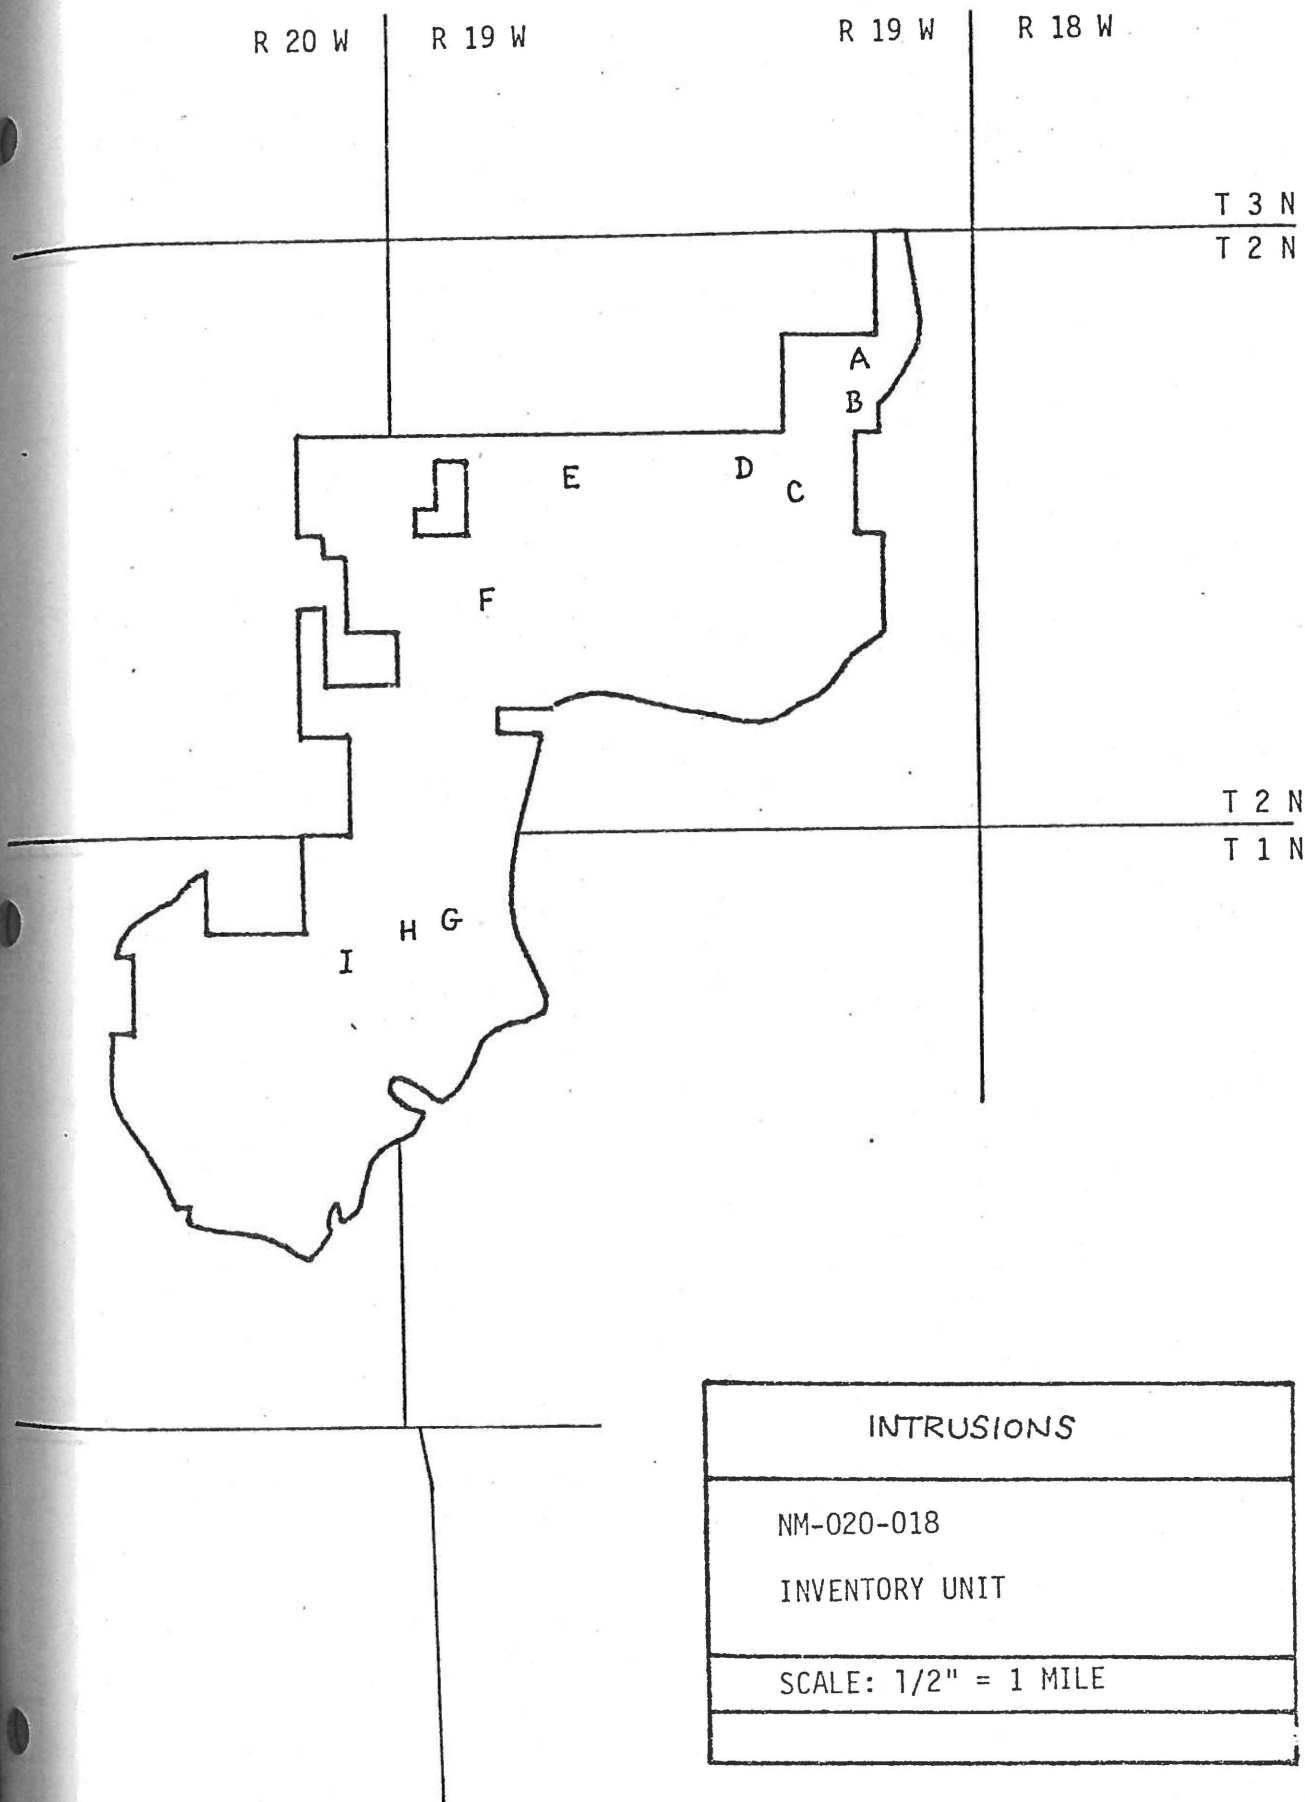 R 20 W R 19 W R 19 W R 18 W
T 3 N
T 2 N
A
B
E D C
F
T 2 N
T 1 N
H G
I
INTRUSIONS
NM-020-018
INVENTORY UNIT
SCALE: 1/2" = 1 MILE